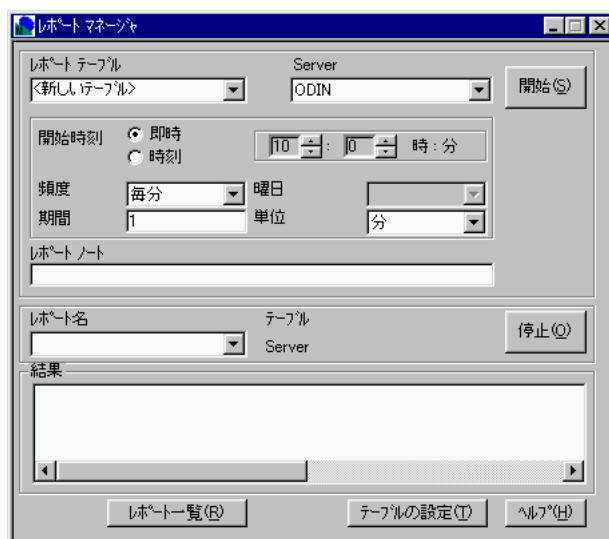 ﾚﾎﾟｰﾄ ﾏﾈｰｼﾞｬ
ﾚﾎﾟｰﾄ ﾃｰﾌﾞﾙ
Server
<新しいﾃｰﾌﾞﾙ>
ODIN
開始(S)
開始時刻
即時
時刻
10 : 0 時 : 分
頻度
毎分
曜日
期間
1
単位
分
ﾚﾎﾟｰﾄ ﾉｰﾄ
ﾚﾎﾟｰﾄ名
ﾃｰﾌﾞﾙ
Server
停止(O)
結果
ﾚﾎﾟｰﾄ一覧(R)
ﾃｰﾌﾞﾙの設定(T)
ﾍﾙﾌﾟ(H)